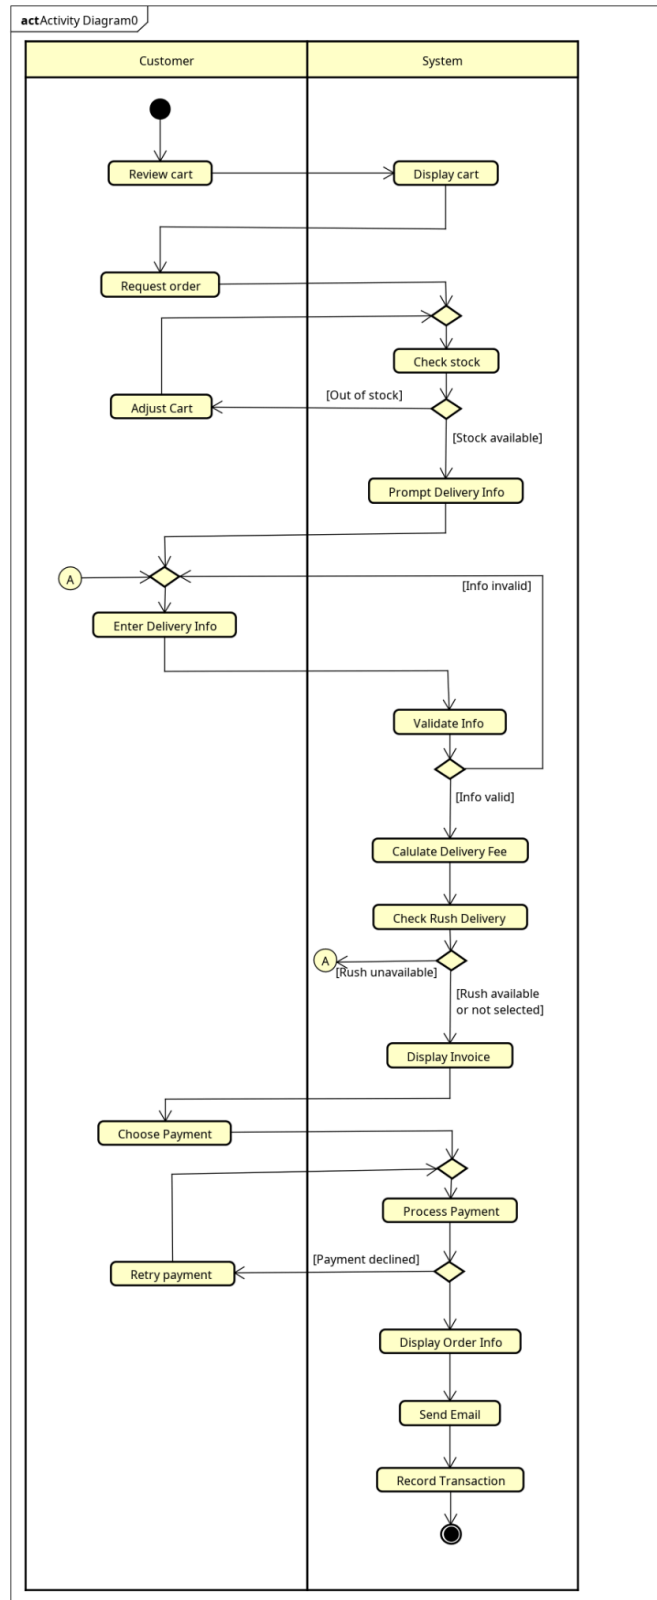 act Activity Diagram0
Customer
System
Review cart
Display cart
Request order
Check stock
[Out of stock]
Adjust Cart
[Stock available]
Prompt Delivery Info
A
[Info invalid]
Enter Delivery Info
Validate Info
[Info valid]
Calulate Delivery Fee
Check Rush Delivery
A
[Rush unavailable]
[Rush available
or not selected]
Display Invoice
Choose Payment
Process Payment
[Payment declined]
Retry payment
Display Order Info
Send Email
Record Transaction